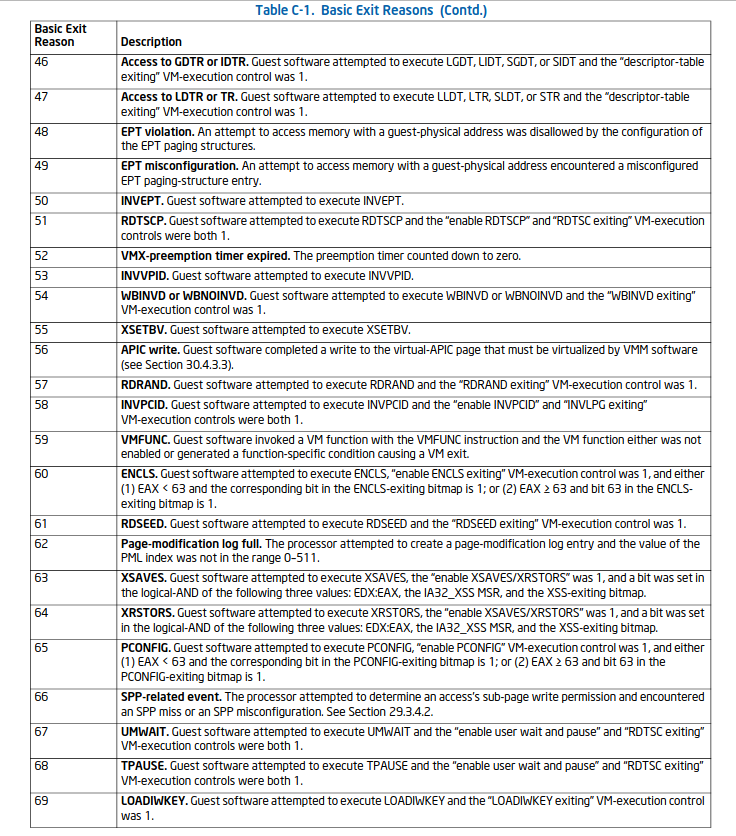 Table C-1. Basic Exit Reasons (Contd.)
Basic Exit
Reason
Description
46
Access to GDTR or IDTR. Guest software attempted to execute LGDT, LIDT, SGDT, or SIDT and the “descriptor-table
exiting” VM-execution control was 1.
47
Access to LDTR or TR. Guest software attempted to execute LLDT, LTR, SLDT, or STR and the “descriptor-table
exiting” VM-execution control was 1.
48
EPT violation. An attempt to access memory with a guest-physical address was disallowed by the configuration of
the EPT paging structures.
49
EPT misconfiguration. An attempt to access memory with a guest-physical address encountered a misconfigured
EPT paging-structure entry.
50
INVEPT. Guest software attempted to execute INVEPT.
51
RDTSCP. Guest software attempted to execute RDTSCP and the “enable RDTSCP” and “RDTSC exiting” VM-execution
controls were both 1.
52
VMX-preemption timer expired. The preemption timer counted down to zero.
53
INVVPID. Guest software attempted to execute INVVPID.
54
WBINVD or WBNOINVD. Guest software attempted to execute WBINVD or WBNOINVD and the “WBINVD exiting”
VM-execution control was 1.
55
XSETBV. Guest software attempted to execute XSETBV.
56
APIC write. Guest software completed a write to the virtual-APIC page that must be virtualized by VMM software
(see Section 30.4.3.3).
57
RDRAND. Guest software attempted to execute RDRAND and the “RDRAND exiting” VM-execution control was 1.
58
INVPCID. Guest software attempted to execute INVPCID and the “enable INVPCID” and “INVLPG exiting”
VM-execution controls were both 1.
59
VMFUNC. Guest software invoked a VM function with the VMFUNC instruction and the VM function either was not
enabled or generated a function-specific condition causing a VM exit.
60
ENCLS. Guest software attempted to execute ENCLS, “enable ENCLS exiting” VM-execution control was 1, and either
(1) EAX < 63 and the corresponding bit in the ENCLS-exiting bitmap is 1; or (2) EAX ≥ 63 and bit 63 in the ENCLS-
exiting bitmap is 1.
61
RDSEED. Guest software attempted to execute RDSEED and the “RDSEED exiting” VM-execution control was 1.
62
Page-modification log full. The processor attempted to create a page-modification log entry and the value of the
PML index was not in the range 0–511.
63
XSAVES. Guest software attempted to execute XSAVES, the “enable XSAVES/XRSTORS” was 1, and a bit was set in
the logical-AND of the following three values: EDX:EAX, the IA32_XSS MSR, and the XSS-exiting bitmap.
64
XRSTORS. Guest software attempted to execute XRSTORS, the “enable XSAVES/XRSTORS” was 1, and a bit was set
in the logical-AND of the following three values: EDX:EAX, the IA32_XSS MSR, and the XSS-exiting bitmap.
65
PCONFIG. Guest software attempted to execute PCONFIG, “enable PCONFIG” VM-execution control was 1, and either
(1) EAX < 63 and the corresponding bit in the PCONFIG-exiting bitmap is 1; or (2) EAX ≥ 63 and bit 63 in the
PCONFIG-exiting bitmap is 1.
66
SPP-related event. The processor attempted to determine an access’s sub-page write permission and encountered
an SPP miss or an SPP misconfiguration. See Section 29.3.4.2.
67
UMWAIT. Guest software attempted to execute UMWAIT and the “enable user wait and pause” and “RDTSC exiting”
VM-execution controls were both 1.
68
TPAUSE. Guest software attempted to execute TPAUSE and the “enable user wait and pause” and “RDTSC exiting”
VM-execution controls were both 1.
69
LOADIWKEY. Guest software attempted to execute LOADIWKEY and the “LOADIWKEY exiting” VM-execution control
was 1.